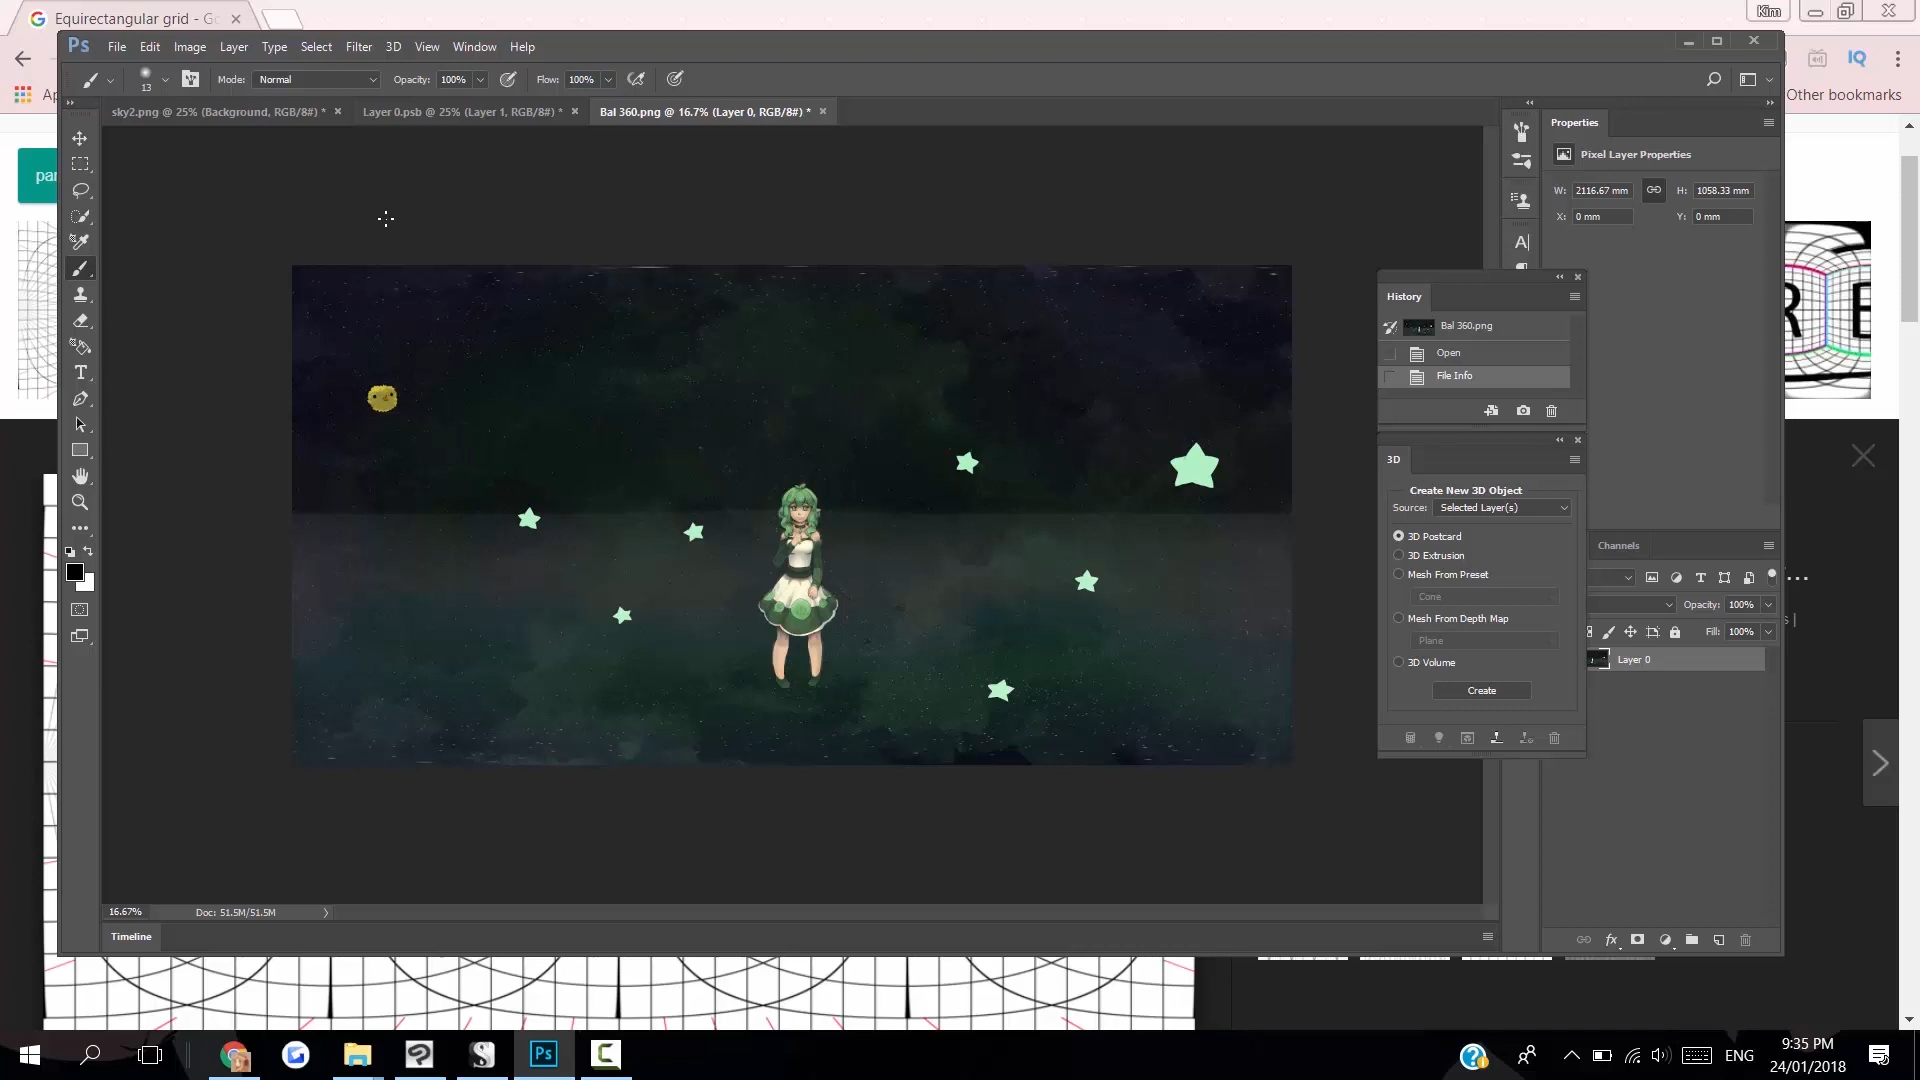 Equirectangular grid - Go
Kim
Ps File Edit Image Layer Type Select Filter 3D View Window Help
13 Mode: Normal Opacity: 100% Flow: 100%
IQ
Other bookmarks
sky2.png @ 25% (Background, RGB/8#) * Layer 0.psb @ 25% (Layer 1, RGB/8#) * Bal 360.png @ 16.7% (Layer 0, RGB/8#) *
Properties
Pixel Layer Properties
W: 2116.67 mm H: 1058.33 mm
X: 0 mm Y: 0 mm
History
Bal 360.png
Open
File Info
3D
Create New 3D Object
Source: Selected Layer(s)
3D Postcard
3D Extrusion
Mesh From Preset
Cone
Mesh From Depth Map
Plane
3D Volume
Create
Channels
Opacity: 100%
Fill: 100%
Layer 0
16.67% Doc: 51.5M/51.5M
Timeline
ENG
9:35 PM
24/01/2018